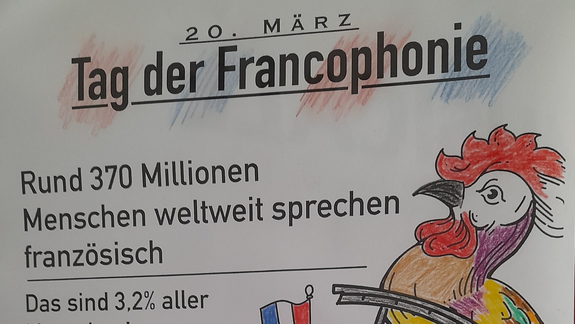 20. MÄRZ
Tag der Francophonie
Rund 370 Millionen
Menschen weltweit sprechen
französisch
Das sind 3,2% aller